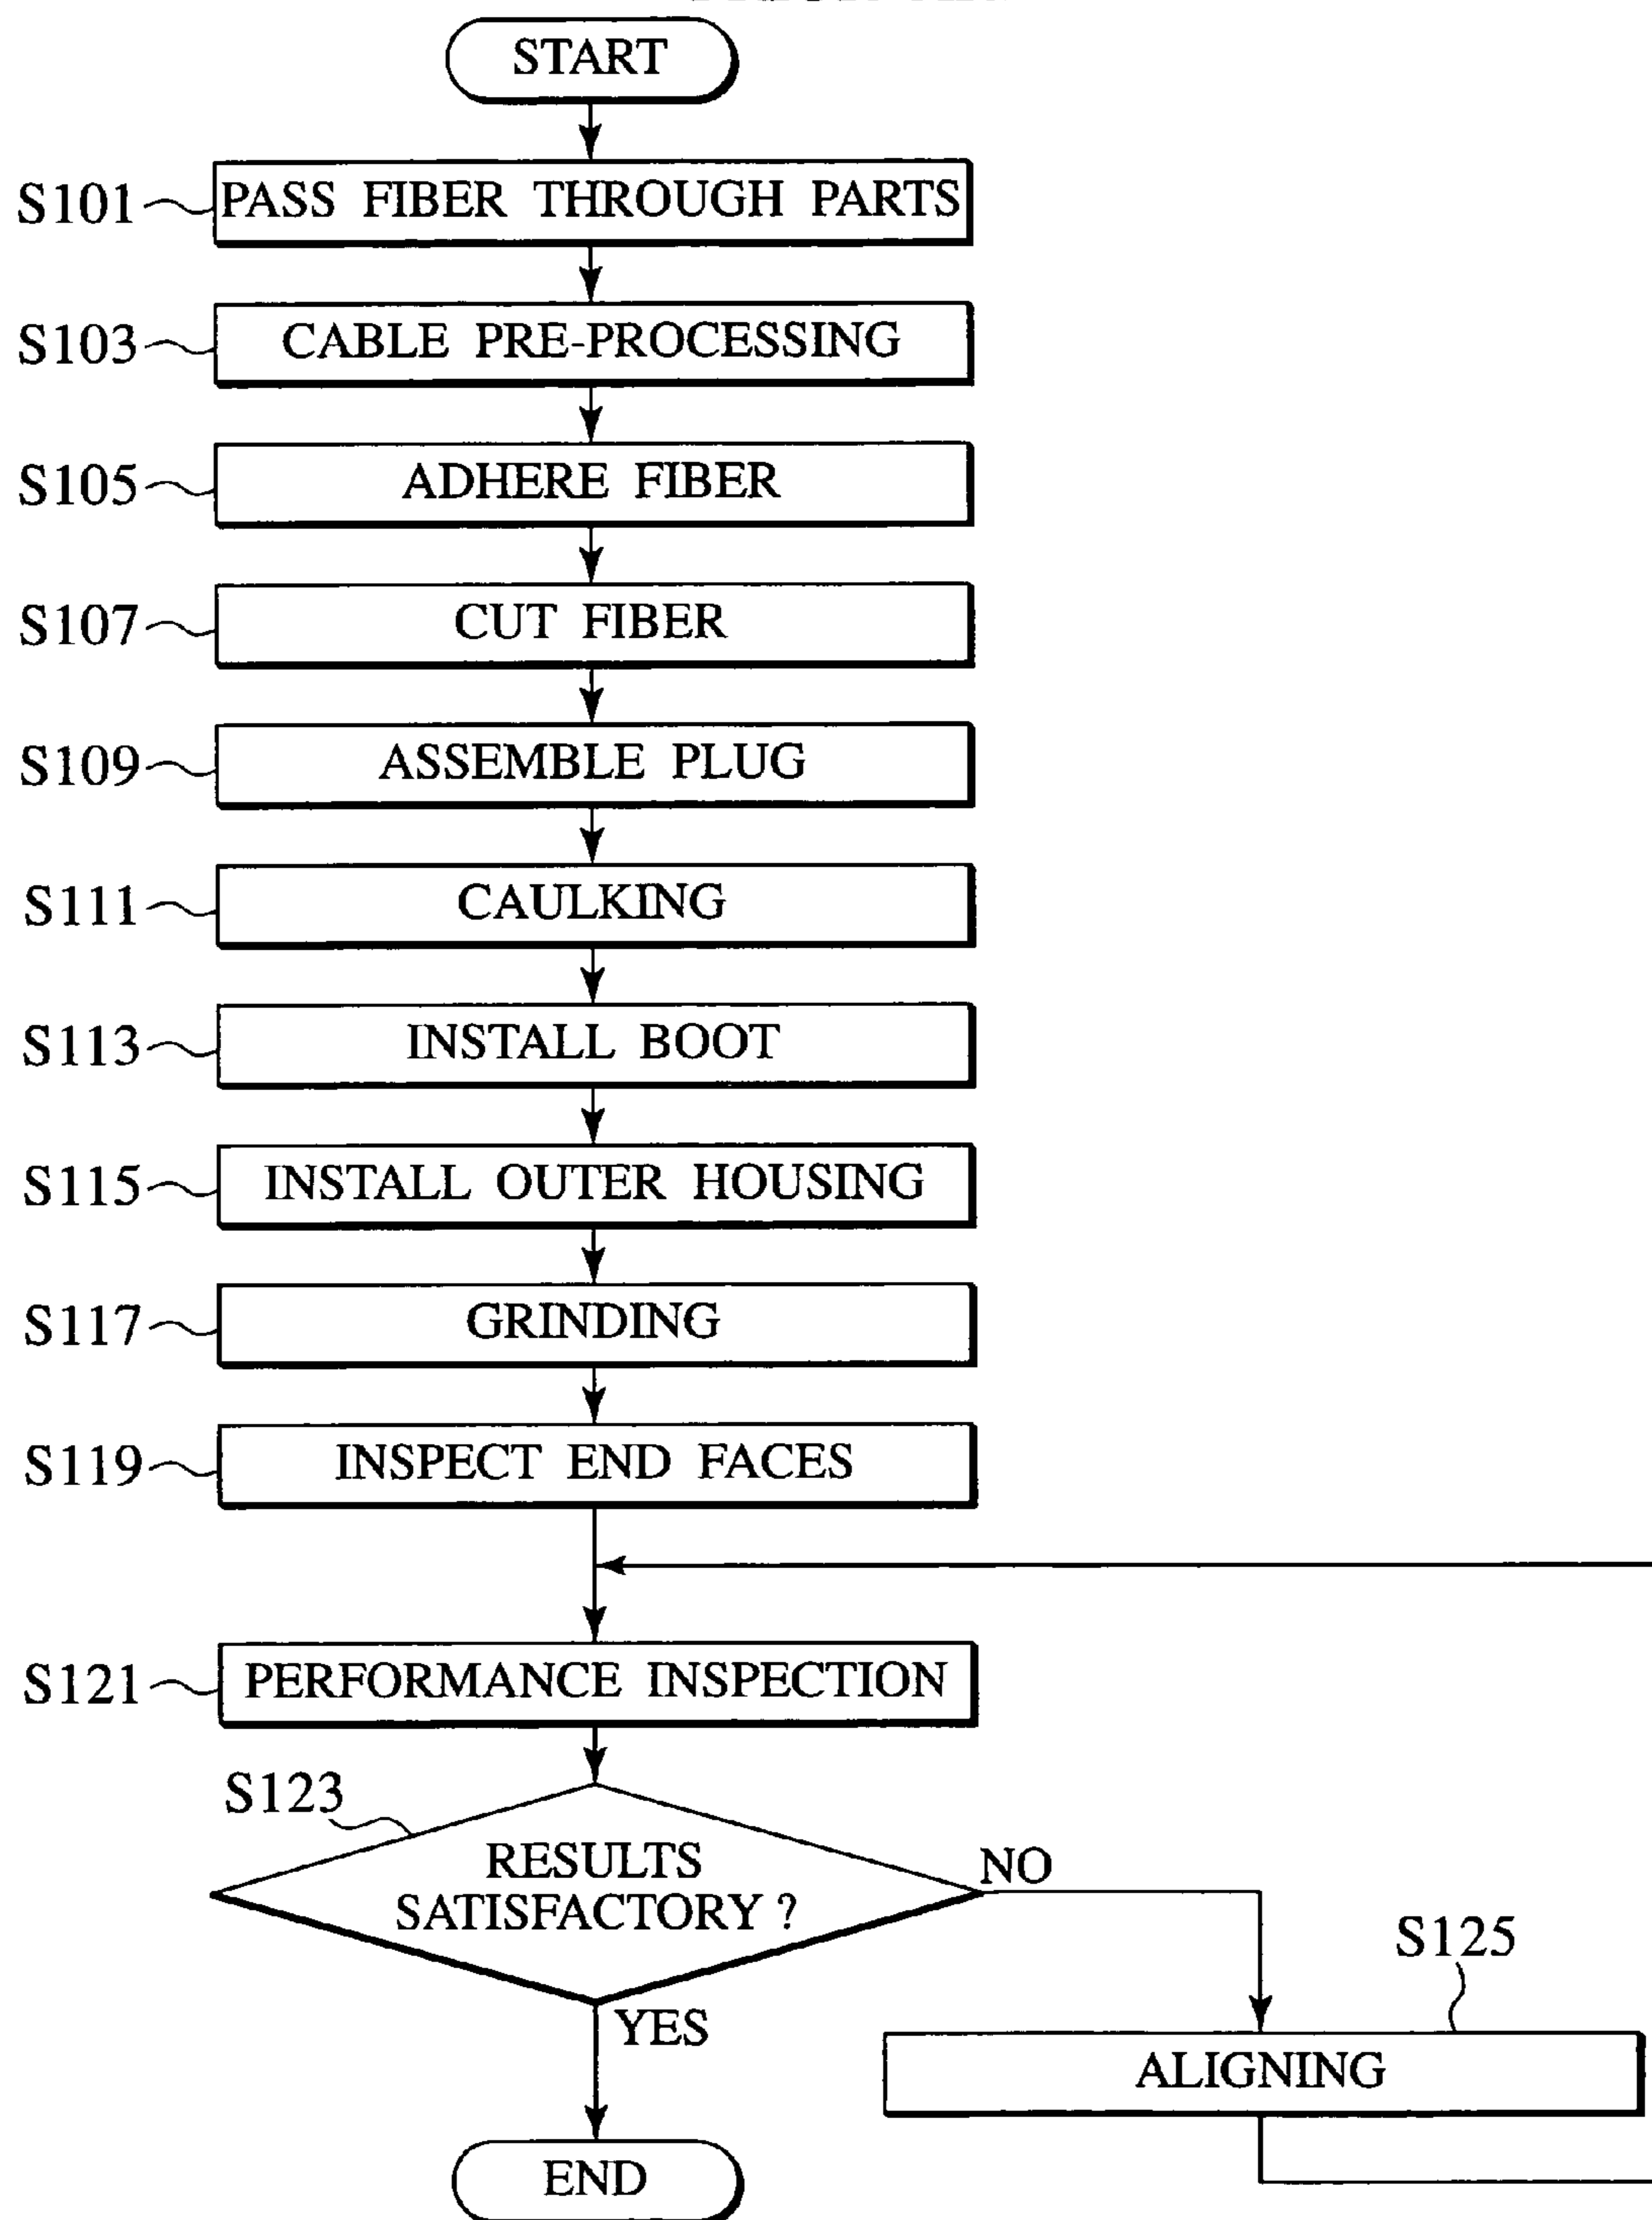 START
S101 PASS FIBER THROUGH PARTS
S103 CABLE PRE-PROCESSING
S105 ADHERE FIBER
S107 CUT FIBER
S109 ASSEMBLE PLUG
S111 CAULKING
S113 INSTALL BOOT
S115 INSTALL OUTER HOUSING
S117 GRINDING
S119 INSPECT END FACES
S121 PERFORMANCE INSPECTION
S123
RESULTS
SATISFACTORY ?
NO
YES
S125
ALIGNING
END